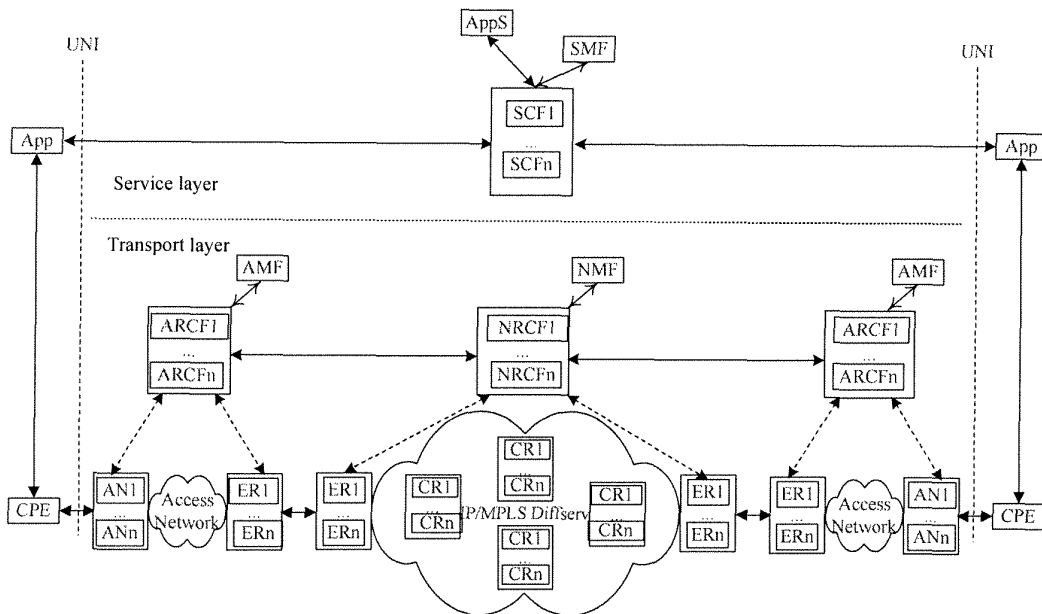 AppS
UNI
SMF
UNI
SCF1
...
SCFn
App
App
Service layer
Transport layer
AMF
NMF
AMF
ARCF1
...
ARCFn
NRCF1
...
NRCFn
ARCF1
...
ARCFn
CPE
AN1
...
ANn
Access
Network
ER1
...
ERn
ER1
...
ERn
CR1
...
CRn
CR1
...
CRn
IP/MPLS Diffserv
CR1
...
CRn
CR1
...
CRn
ER1
...
ERn
ER1
...
ERn
Access
Network
AN1
...
ANn
CPE